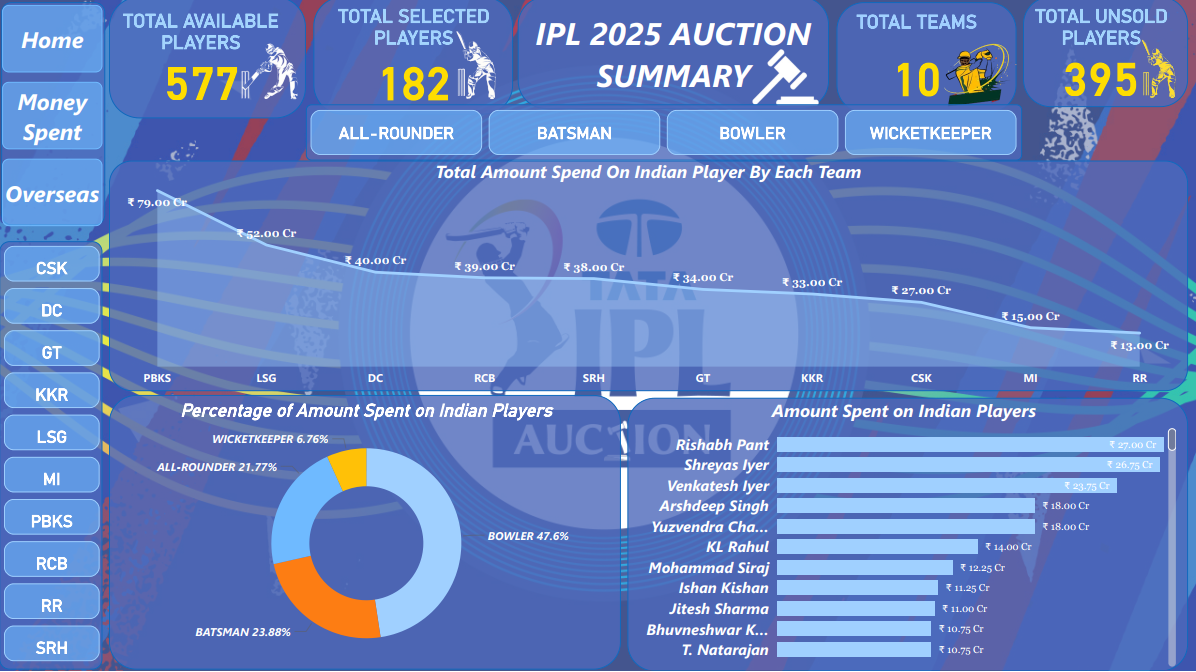 Home
Money
Spent
Overseas
CSK
DC
GT
KKR
LSG
MI
PBKS
RCB
RR
SRH
TOTAL AVAILABLE
PLAYERS
577
TOTAL SELECTED
PLAYERS
182
IPL 2025 AUCTION
SUMMARY
TOTAL TEAMS
10
TOTAL UNSOLD
PLAYERS
395
ALL-ROUNDER
BATSMAN
BOWLER
WICKETKEEPER
Total Amount Spend On Indian Player By Each Team
₹ 79.00 Cr
₹ 52.00 Cr
₹ 40.00 Cr
₹ 39.00 Cr
₹ 38.00 Cr
₹ 34.00 Cr
₹ 33.00 Cr
₹ 27.00 Cr
₹ 15.00 Cr
₹ 13.00 Cr
PBKS
LSG
DC
RCB
SRH
GT
KKR
CSK
MI
RR
TATA
IPL
AUCTION
Percentage of Amount Spent on Indian Players
WICKETKEEPER 6.76%
ALL-ROUNDER 21.77%
BOWLER 47.6%
BATSMAN 23.88%
Amount Spent on Indian Players
Rishabh Pant ₹ 27.00 Cr
Shreyas Iyer ₹ 26.75 Cr
Venkatesh Iyer ₹ 23.75 Cr
Arshdeep Singh ₹ 18.00 Cr
Yuzvendra Cha... ₹ 18.00 Cr
KL Rahul ₹ 14.00 Cr
Mohammad Siraj ₹ 12.25 Cr
Ishan Kishan ₹ 11.25 Cr
Jitesh Sharma ₹ 11.00 Cr
Bhuvneshwar K... ₹ 10.75 Cr
T. Natarajan ₹ 10.75 Cr